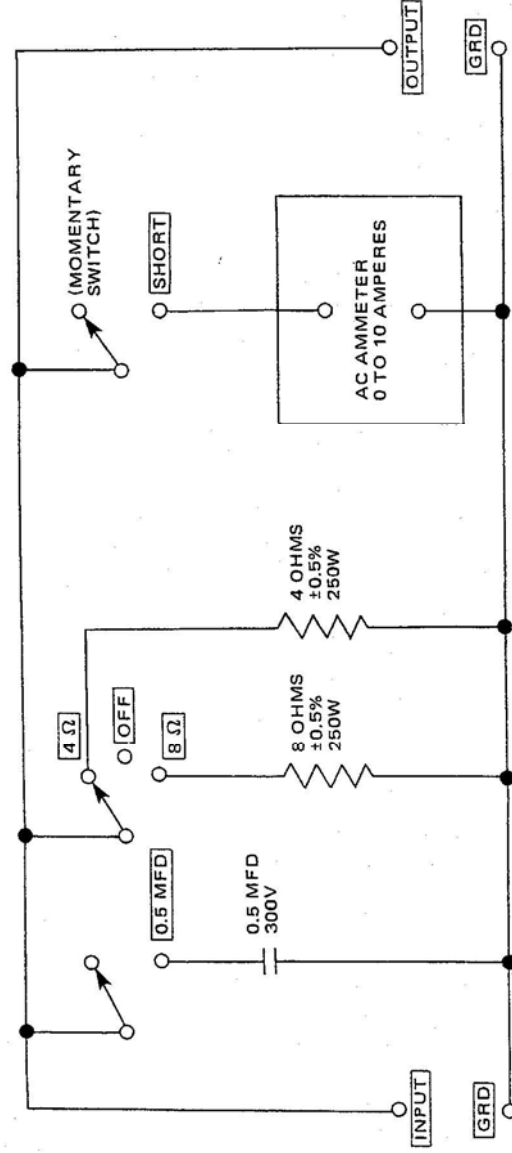 INPUT
GRD
0.5 MFD
0.5 MFD
300V
4 Ω
OFF
8 Ω
8 OHMS
±0.5%
250W
4 OHMS
±0.5%
250W
(MOMENTARY
SWITCH)
SHORT
AC AMMETER
0 TO 10 AMPERES
OUTPUT
GRD